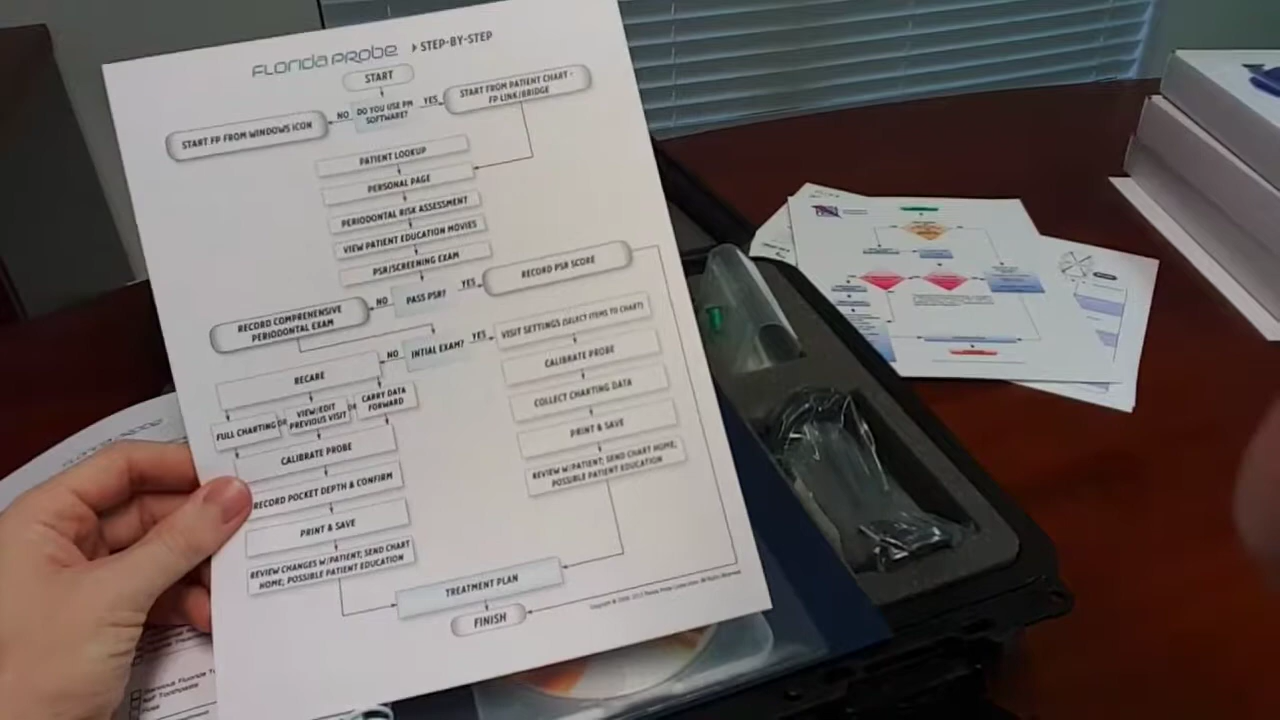 FLORIDA PROBE ▸ STEP-BY-STEP
START
DO YOU USE PM
SOFTWARE?
NO
YES
START FP FROM WINDOWS ICON
START FROM PATIENT CHART -
FP LINK/BRIDGE
PATIENT LOOKUP
PERSONAL PAGE
PERIODONTAL RISK ASSESSMENT
VIEW PATIENT EDUCATION MOVIES
PSR/SCREENING EXAM
PASS PSR?
NO
YES
RECORD PSR SCORE
RECORD COMPREHENSIVE
PERIODONTAL EXAM
INTIAL EXAM?
NO
YES
RECARE
FULL CHARTING
OR
VIEW/EDIT
PREVIOUS VISIT
OR
CARRY DATA
FORWARD
CALIBRATE PROBE
RECORD POCKET DEPTH & CONFIRM
PRINT & SAVE
REVIEW CHANGES W/PATIENT; SEND CHART
HOME; POSSIBLE PATIENT EDUCATION
VISIT SETTINGS (SELECT ITEMS TO CHART)
CALIBRATE PROBE
COLLECT CHARTING DATA
PRINT & SAVE
REVIEW W/PATIENT; SEND CHART HOME;
POSSIBLE PATIENT EDUCATION
TREATMENT PLAN
FINISH